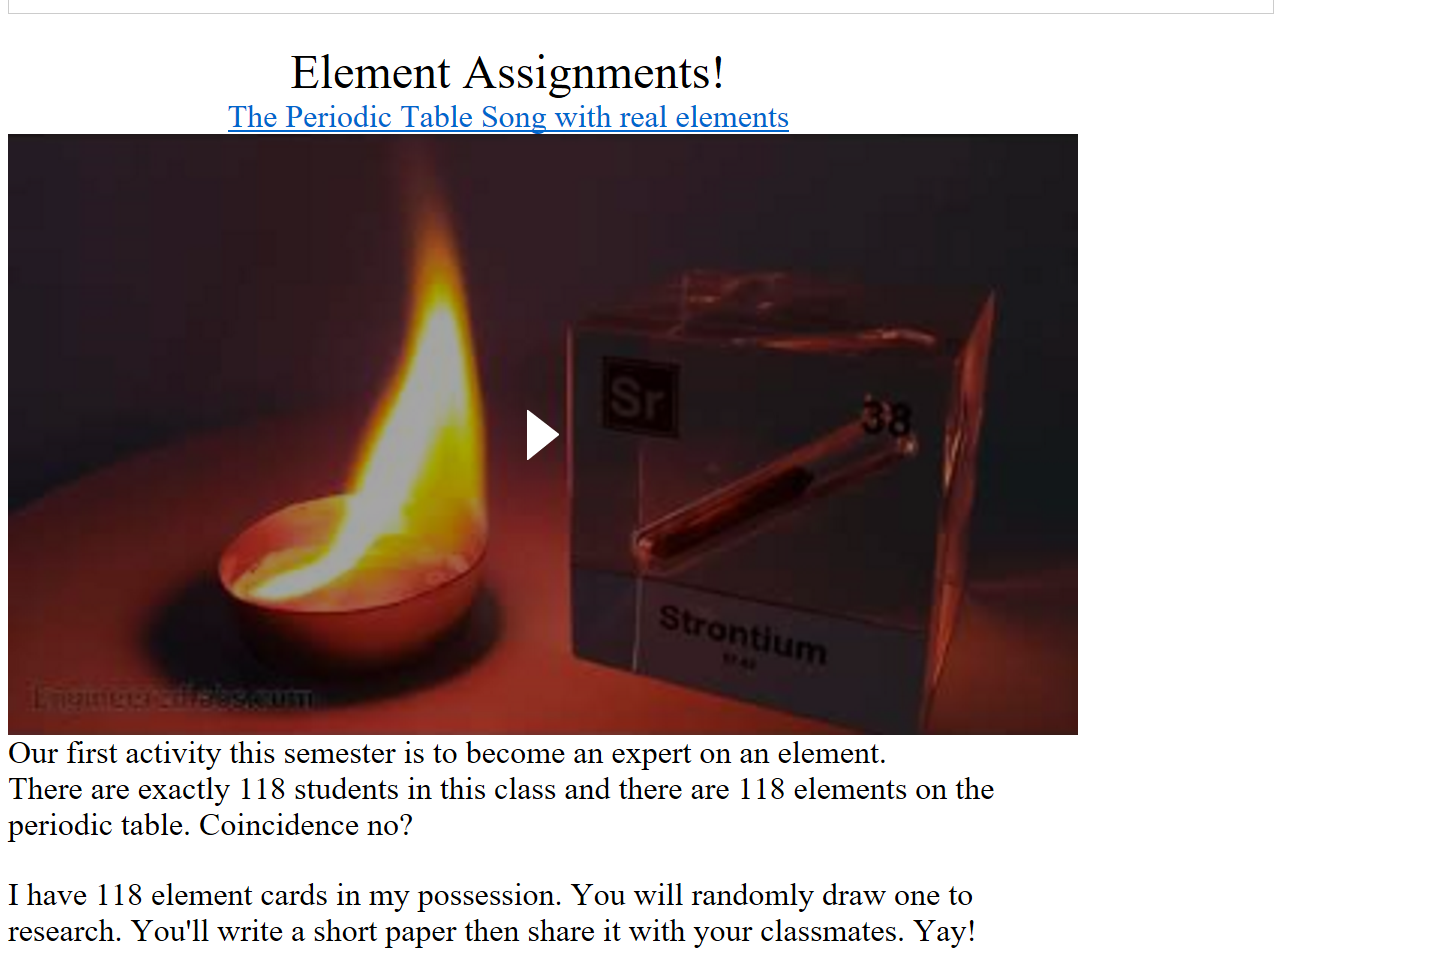 Element Assignments!
The Periodic Table Song with real elements
Sr
38
Strontium
Our first activity this semester is to become an expert on an element.
There are exactly 118 students in this class and there are 118 elements on the
periodic table. Coincidence no?
I have 118 element cards in my possession. You will randomly draw one to
research. You'll write a short paper then share it with your classmates. Yay!